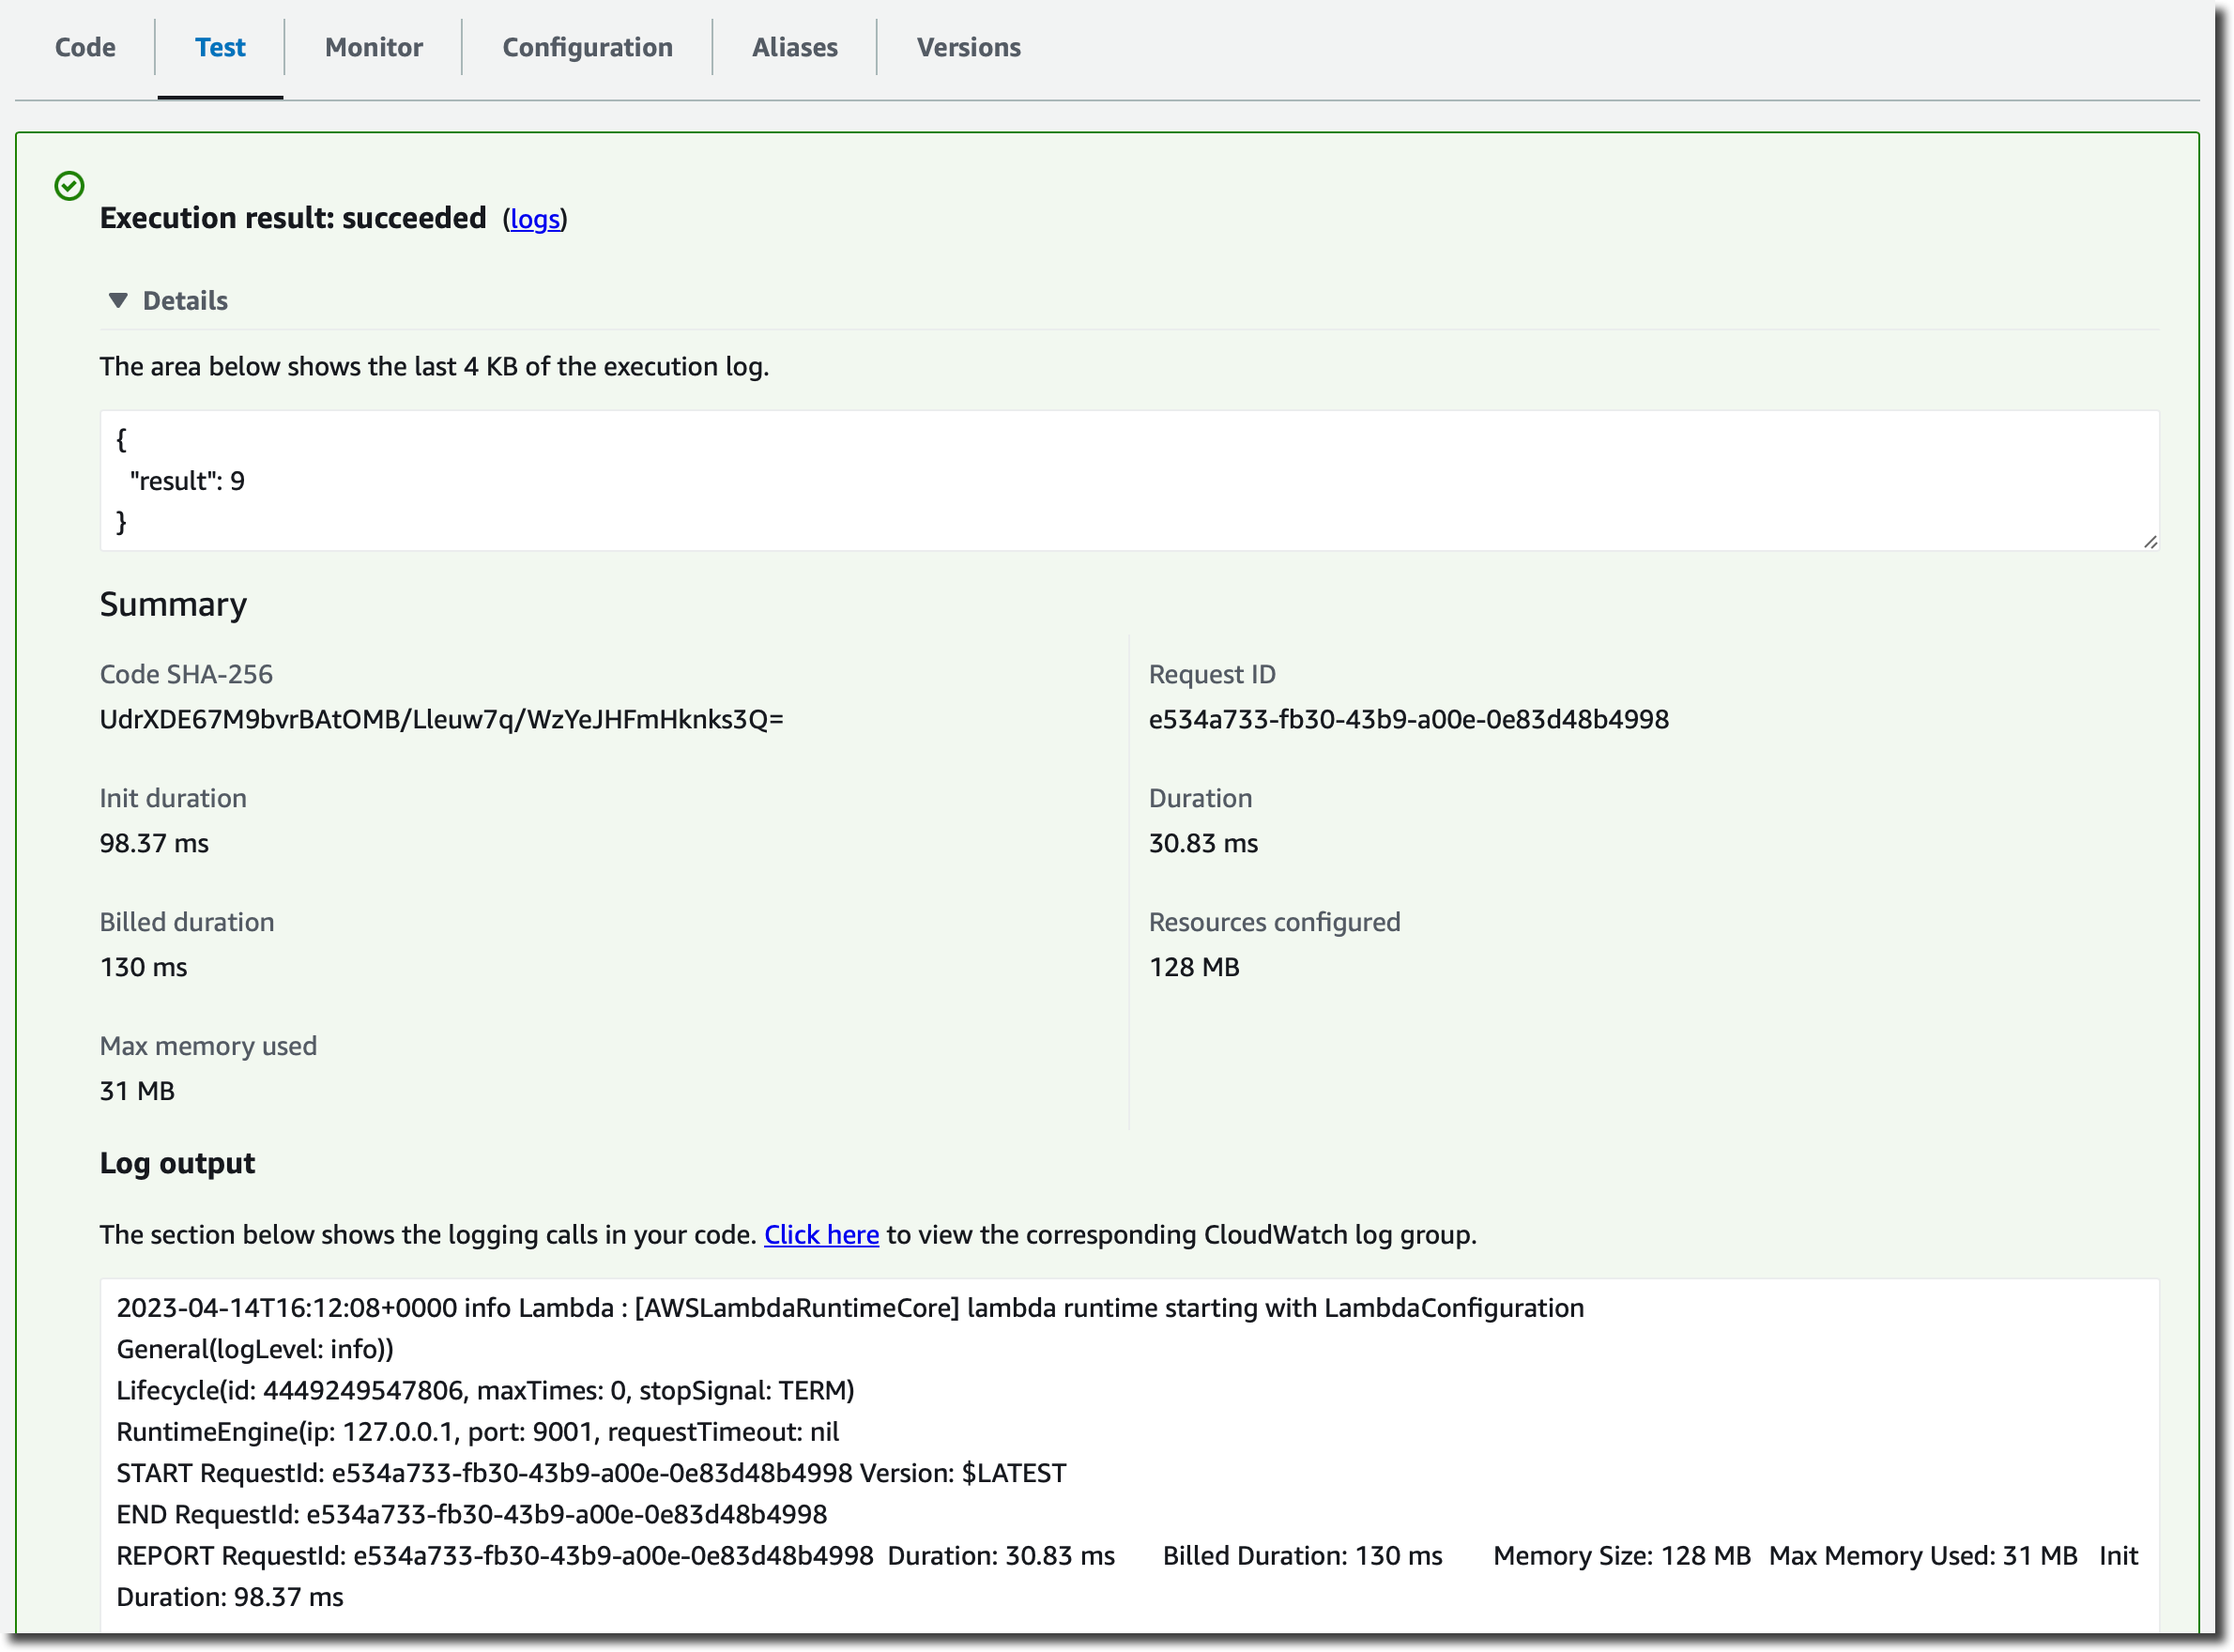 Code
Test
Monitor
Configuration
Aliases
Versions
Execution result: succeeded (logs)
Details
The area below shows the last 4 KB of the execution log.
{
"result": 9
}
Summary
Code SHA-256
UdrXDE67M9bvrBAtOMB/Lleuw7q/WzYeJHFmHknks3Q=
Request ID
e534a733-fb30-43b9-a00e-0e83d48b4998
Init duration
98.37 ms
Duration
30.83 ms
Billed duration
130 ms
Resources configured
128 MB
Max memory used
31 MB
Log output
The section below shows the logging calls in your code. Click here to view the corresponding CloudWatch log group.
2023-04-14T16:12:08+0000 info Lambda : [AWSLambdaRuntimeCore] lambda runtime starting with LambdaConfiguration
General(logLevel: info))
Lifecycle(id: 4449249547806, maxTimes: 0, stopSignal: TERM)
RuntimeEngine(ip: 127.0.0.1, port: 9001, requestTimeout: nil
START RequestId: e534a733-fb30-43b9-a00e-0e83d48b4998 Version: $LATEST
END RequestId: e534a733-fb30-43b9-a00e-0e83d48b4998
REPORT RequestId: e534a733-fb30-43b9-a00e-0e83d48b4998 Duration: 30.83 ms Billed Duration: 130 ms Memory Size: 128 MB Max Memory Used: 31 MB Init
Duration: 98.37 ms